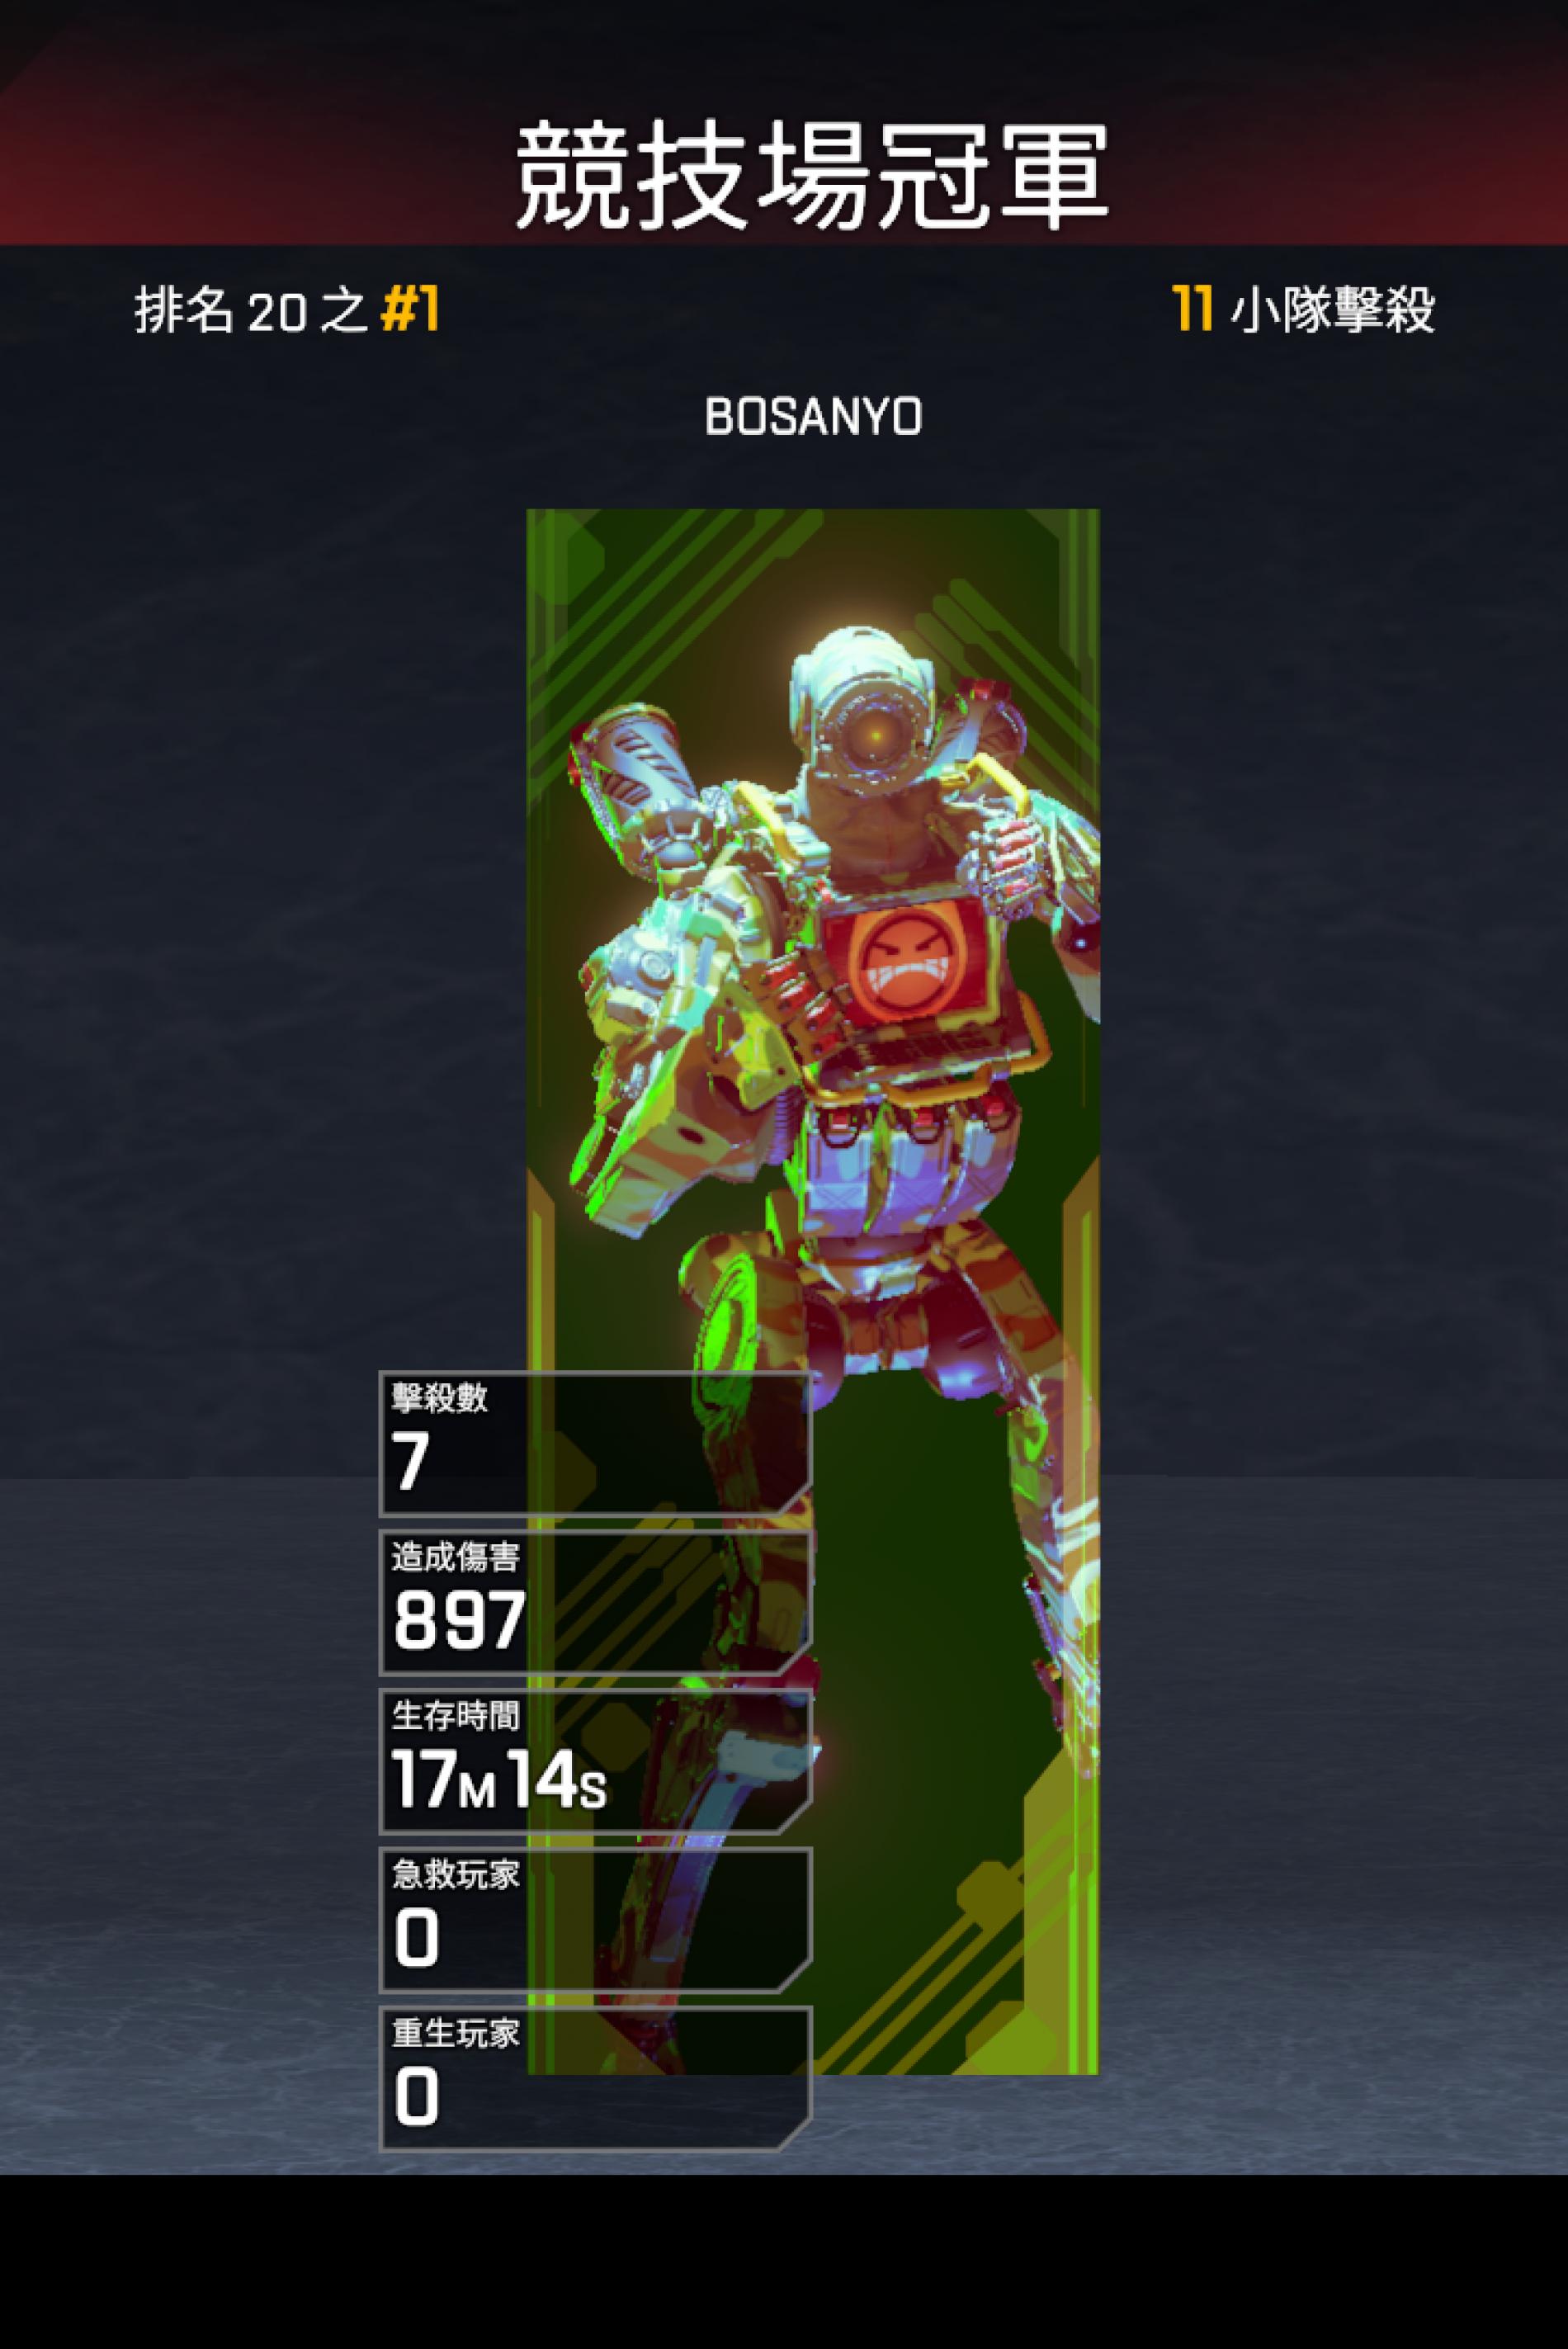 競技場冠軍
排名 20 之 #1
11 小隊擊殺
BOSANYO
擊殺數
7
造成傷害
897
生存時間
17M 14S
急救玩家
0
重生玩家
0